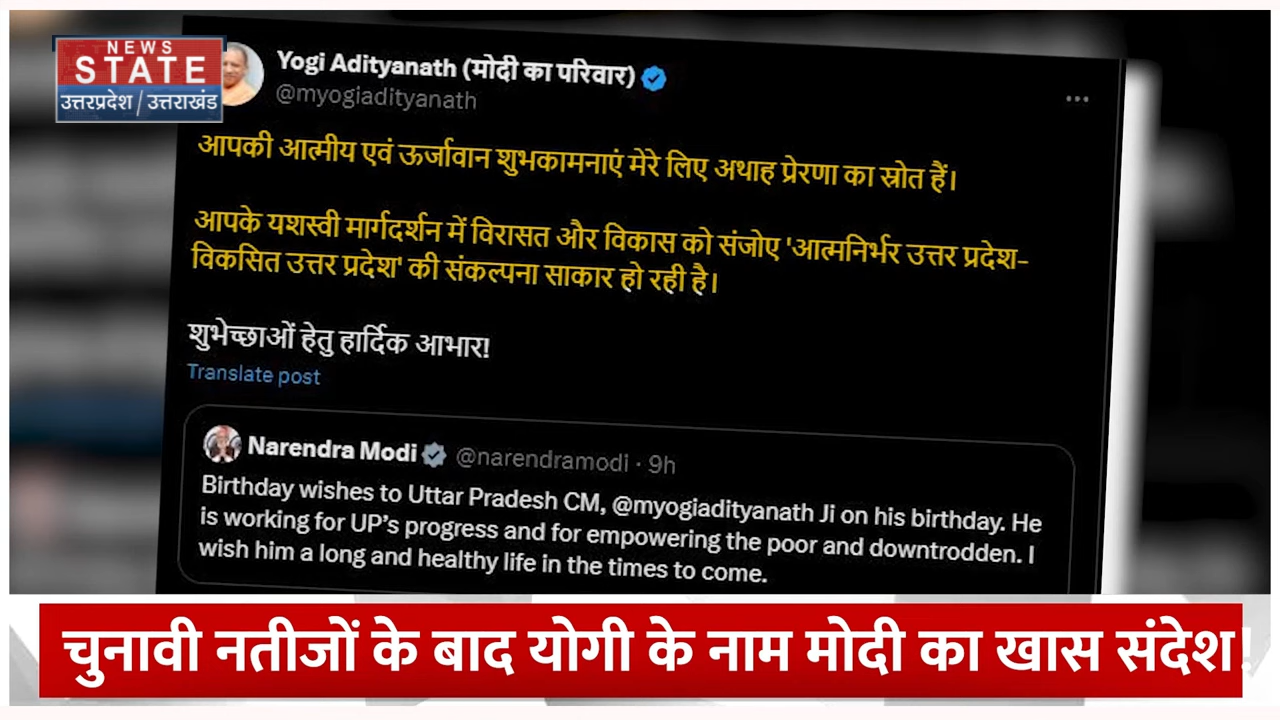 NEWS
STATE
उत्तरप्रदेश/उत्तराखंड
Yogi Adityanath (मोदी का परिवार)
@myogiadityanath
आपकी आत्मीय एवं ऊर्जावान शुभकामनाएं मेरे लिए अथाह प्रेरणा का स्रोत हैं।
आपके यशस्वी मार्गदर्शन में विरासत और विकास को संजोए 'आत्मनिर्भर उत्तर प्रदेश-
विकसित उत्तर प्रदेश' की संकल्पना साकार हो रही है।
शुभेच्छाओं हेतु हार्दिक आभार!
Translate post
Narendra Modi @narendramodi · 9h
Birthday wishes to Uttar Pradesh CM, @myogiadityanath Ji on his birthday. He
is working for UP's progress and for empowering the poor and downtrodden. I
wish him a long and healthy life in the times to come.
चुनावी नतीजों के बाद योगी के नाम मोदी का खास संदेश!